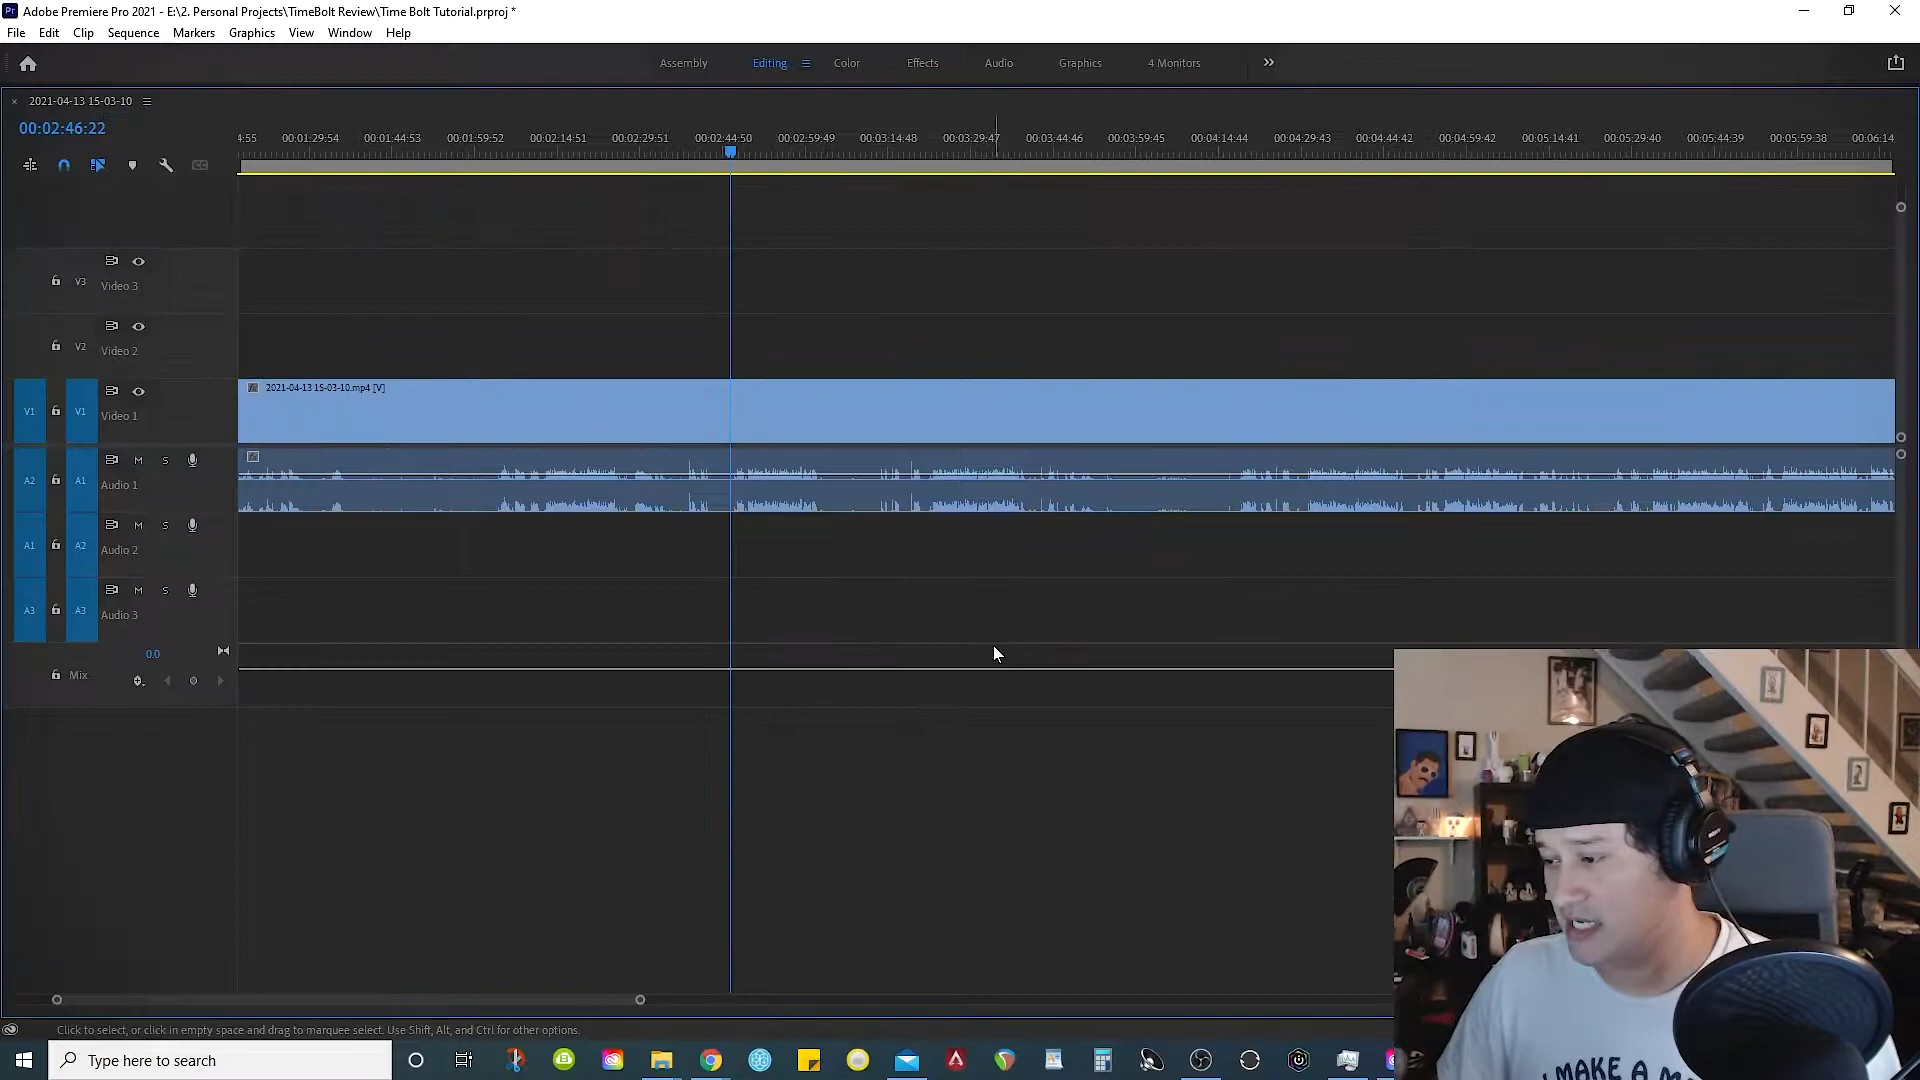 Pr Adobe Premiere Pro 2021 - E:\2. Personal Projects\TimeBolt Review\Time Bolt Tutorial.prproj *
File Edit Clip Sequence Markers Graphics View Window Help
Assembly Editing Color Effects Audio Graphics 4 Monitors
× 2021-04-13 15-03-10
00:02:46:22
4:55 00:01:29:54 00:01:44:53 00:01:59:52 00:02:14:51 00:02:29:51 00:02:44:50 00:02:59:49 00:03:14:48 00:03:29:47 00:03:44:46 00:03:59:45 00:04:14:44 00:04:29:43 00:04:44:42 00:04:59:42 00:05:14:41 00:05:29:40 00:05:44:39 00:05:59:38 00:06:14
V3 Video 3
V2 Video 2
V1 V1 Video 1
fx 2021-04-13 15-03-10.mp4 [V]
A2 A1 M S Audio 1
fx
A1 A2 M S Audio 2
A3 A3 M S Audio 3
0.0
Mix
Click to select, or click in empty space and drag to marquee select. Use Shift, Alt, and Ctrl for other options.
Type here to search
SONY
I MAKE A M